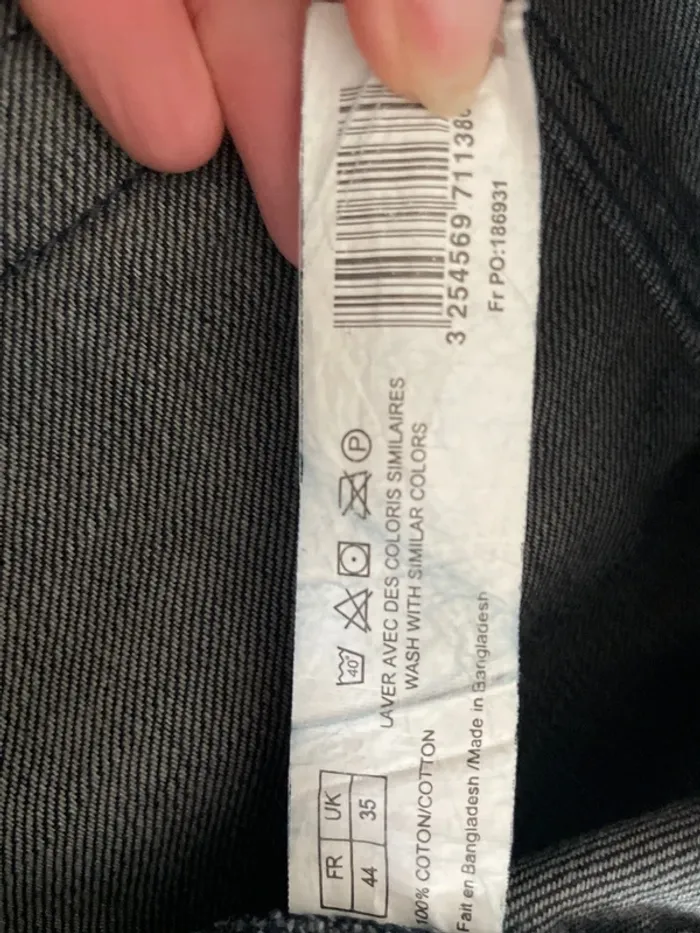 FR UK
44 35
100% COTON/COTTON
Fait en Bangladesh /Made in Bangladesh
40°
P
LAVER AVEC DES COLORIS SIMILAIRES
WASH WITH SIMILAR COLORS
3 254569 71138
Fr PO:186931